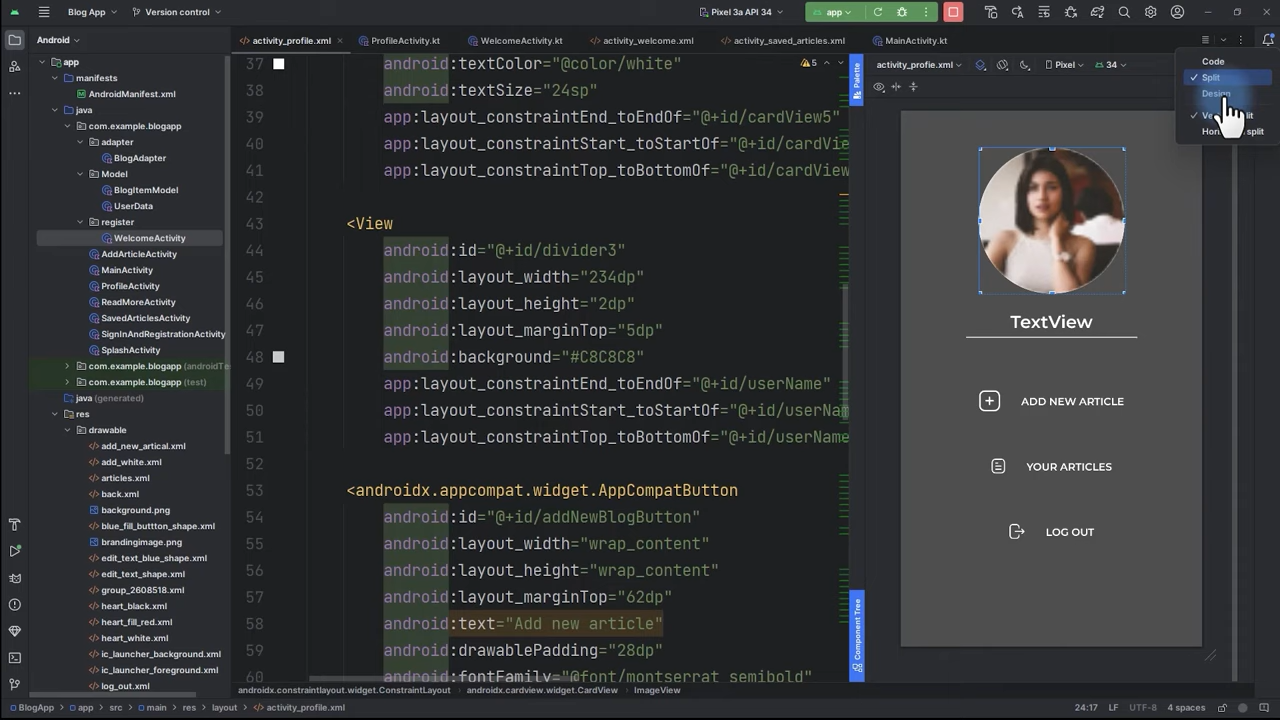 Blog App
Version control
Pixel 3a API 34
app
Android
activity_profile.xml
ProfileActivity.kt
WelcomeActivity.kt
activity_welcome.xml
activity_saved_articles.xml
MainActivity.kt
app
manifests
AndroidManifest.xml
java
com.example.blogapp
adapter
BlogAdapter
Model
BlogItemModel
UserData
register
WelcomeActivity
AddArticleActivity
MainActivity
ProfileActivity
ReadMoreActivity
SavedArticlesActivity
SignInAndRegistrationActivity
SplashActivity
com.example.blogapp (androidTe
com.example.blogapp (test)
java (generated)
res
drawable
add_new_artical.xml
add_white.xml
articles.xml
back.xml
background.png
blue_fill_buttton_shape.xml
brandingimage.png
edit_text_blue_shape.xml
edit_text_shape.xml
group_2608518.xml
heart_black.xml
heart_fill_red.xml
heart_white.xml
ic_launcher_background.xml
ic_launcher_foreground.xml
log_out.xml
37 android:textColor="@color/white"
38 android:textSize="24sp"
39 app:layout_constraintEnd_toEndOf="@+id/cardView5"
40 app:layout_constraintStart_toStartOf="@+id/cardVie
41 app:layout_constraintTop_toBottomOf="@+id/cardView
42
43 <View
44 android:id="@+id/divider3"
45 android:layout_width="234dp"
46 android:layout_height="2dp"
47 android:layout_marginTop="5dp"
48 android:background="#C8C8C8"
49 app:layout_constraintEnd_toEndOf="@+id/userName"
50 app:layout_constraintStart_toStartOf="@+id/userNam
51 app:layout_constraintTop_toBottomOf="@+id/userName
52
53 <androidx.appcompat.widget.AppCompatButton
54 android:id="@+id/addNewBlogButton"
55 android:layout_width="wrap_content"
56 android:layout_height="wrap_content"
57 android:layout_marginTop="62dp"
58 android:text="Add new article"
59 android:drawablePadding="28dp"
60 android:fontFamily="@font/montserrat_semibold"
5
Palette
Component Tree
activity_profile.xml
Pixel
34
Code
Split
Design
Horizontal split
TextView
ADD NEW ARTICLE
YOUR ARTICLES
LOG OUT
androidx.constraintlayout.widget.ConstraintLayout
androidx.cardview.widget.CardView
ImageView
BlogApp
app
src
main
res
layout
activity_profile.xml
24:17
LF
UTF-8
4 spaces